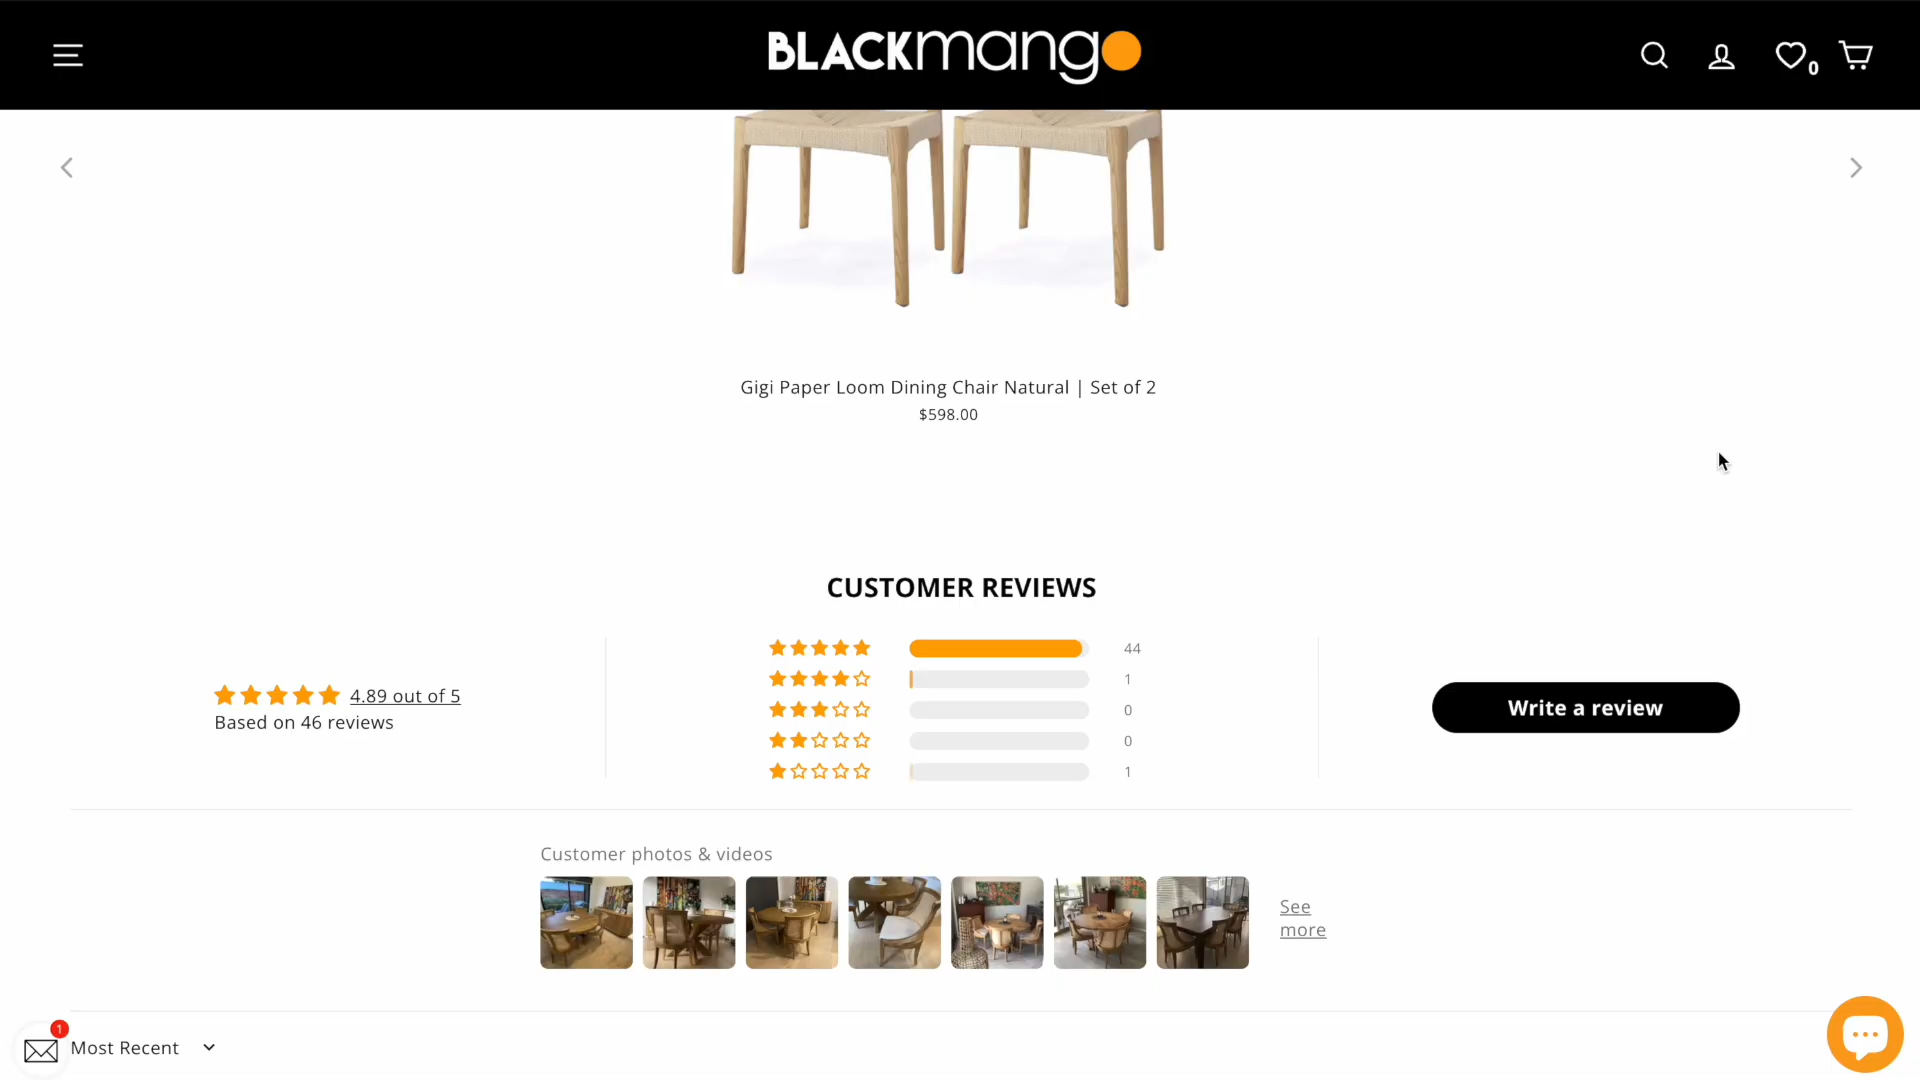 BLACKmango
0
Gigi Paper Loom Dining Chair Natural | Set of 2
$598.00
CUSTOMER REVIEWS
44
1
4.89 out of 5
Based on 46 reviews
0
0
1
Write a review
Customer photos & videos
See
more
1
Most Recent